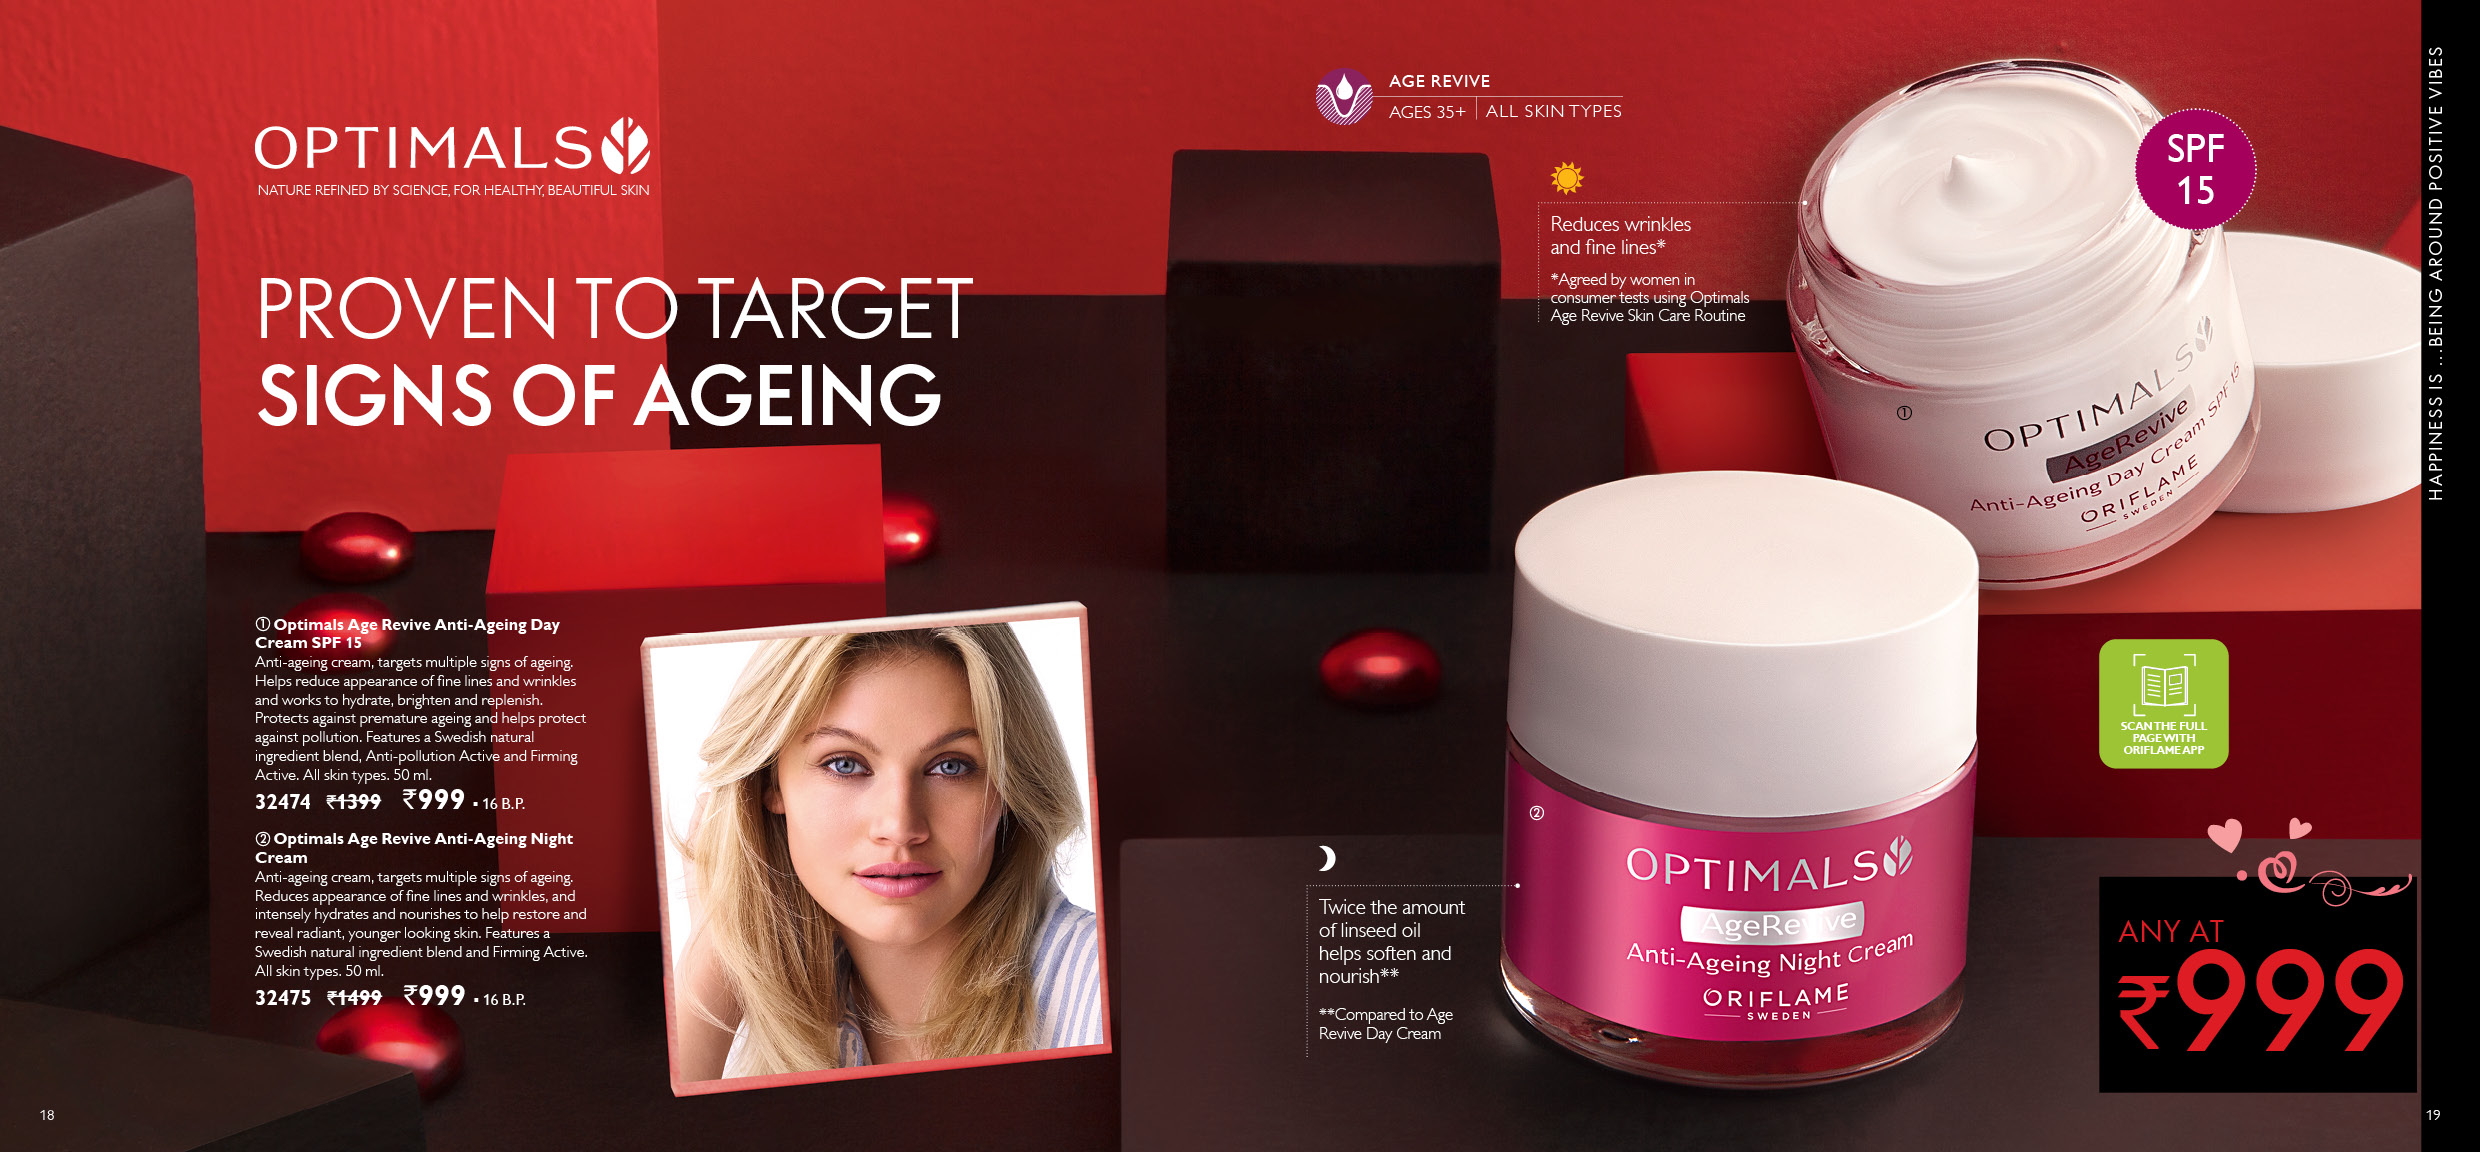 OPTIMALS
NATURE REFINED BY SCIENCE, FOR HEALTHY, BEAUTIFUL SKIN
PROVEN TO TARGET
SIGNS OF AGEING
① Optimals Age Revive Anti-Ageing Day
Cream SPF 15
Anti-ageing cream, targets multiple signs of ageing.
Helps reduce appearance of fine lines and wrinkles
and works to hydrate, brighten and replenish.
Protects against premature ageing and helps protect
against pollution. Features a Swedish natural
ingredient blend, Anti-pollution Active and Firming
Active. All skin types. 50 ml.
32474 ₹1399 ₹999 • 16 B.P.
② Optimals Age Revive Anti-Ageing Night
Cream
Anti-ageing cream, targets multiple signs of ageing.
Reduces appearance of fine lines and wrinkles, and
intensely hydrates and nourishes to help restore and
reveal radiant, younger looking skin. Features a
Swedish natural ingredient blend and Firming Active.
All skin types. 50 ml.
32475 ₹1499 ₹999 • 16 B.P.
18
AGE REVIVE
AGES 35+ | ALL SKIN TYPES
Reduces wrinkles
and fine lines*
*Agreed by women in
consumer tests using Optimals
Age Revive Skin Care Routine
SPF
15
①
OPTIMALS
AgeRevive
Anti-Ageing Day Cream SPF 15
ORIFLAME
SWEDEN
②
OPTIMALS
AgeRevive
Anti-Ageing Night Cream
ORIFLAME
SWEDEN
Twice the amount
of linseed oil
helps soften and
nourish**
**Compared to Age
Revive Day Cream
SCAN THE FULL
PAGE WITH
ORIFLAME APP
ANY AT
₹999
HAPPINESS IS ...BEING AROUND POSITIVE VIBES
19